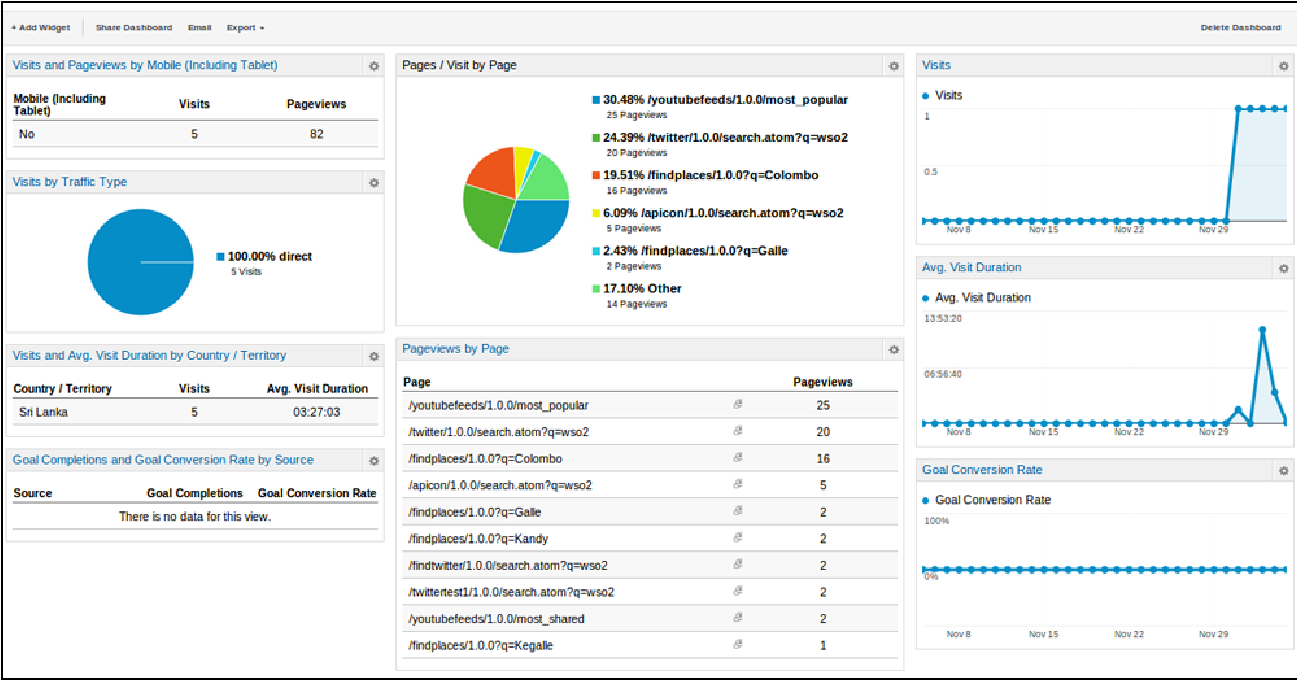 + Add Widget Share Dashboard Email Export Delete Dashboard
Visits and Pageviews by Mobile (Including Tablet)
Mobile (Including Tablet) Visits Pageviews
No 5 82
Visits by Traffic Type
100.00% direct
5 Visits
Visits and Avg. Visit Duration by Country / Territory
Country / Territory Visits Avg. Visit Duration
Sri Lanka 5 03:27:03
Goal Completions and Goal Conversion Rate by Source
Source Goal Completions Goal Conversion Rate
There is no data for this view.
Pages / Visit by Page
30.48% /youtubefeeds/1.0.0/most_popular
25 Pageviews
24.39% /twitter/1.0.0/search.atom?q=wso2
20 Pageviews
19.51% /findplaces/1.0.0?q=Colombo
16 Pageviews
6.09% /apicon/1.0.0/search.atom?q=wso2
5 Pageviews
2.43% /findplaces/1.0.0?q=Galle
2 Pageviews
17.10% Other
14 Pageviews
Pageviews by Page
Page Pageviews
/youtubefeeds/1.0.0/most_popular 25
/twitter/1.0.0/search.atom?q=wso2 20
/findplaces/1.0.0?q=Colombo 16
/apicon/1.0.0/search.atom?q=wso2 5
/findplaces/1.0.0?q=Galle 2
/findplaces/1.0.0?q=Kandy 2
/findtwitter/1.0.0/search.atom?q=wso2 2
/twittertest1/1.0.0/search.atom?q=wso2 2
/youtubefeeds/1.0.0/most_shared 2
/findplaces/1.0.0?q=Kegalle 1
Visits
Visits
1
0.5
Nov 8 Nov 15 Nov 22 Nov 29
Avg. Visit Duration
Avg. Visit Duration
13:53:20
06:56:40
Nov 8 Nov 15 Nov 22 Nov 29
Goal Conversion Rate
Goal Conversion Rate
100%
0%
Nov 8 Nov 15 Nov 22 Nov 29